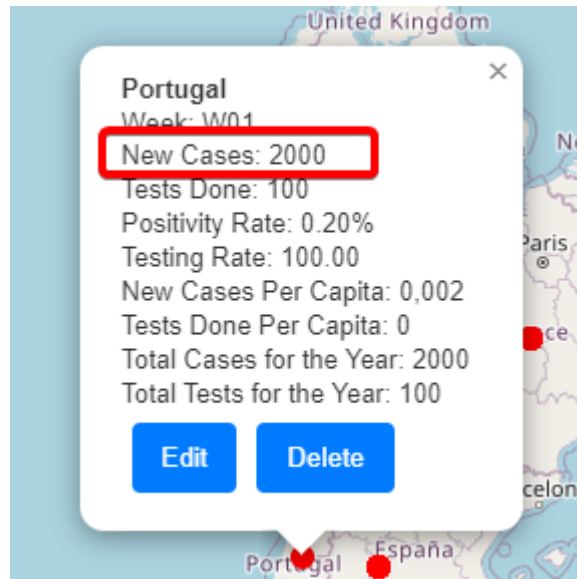 United Kingdom
×
Portugal
Week: W01
New Cases: 2000
Tests Done: 100
Positivity Rate: 0.20%
Testing Rate: 100.00
New Cases Per Capita: 0,002
Tests Done Per Capita: 0
Total Cases for the Year: 2000
Total Tests for the Year: 100
Edit Delete
Paris
España